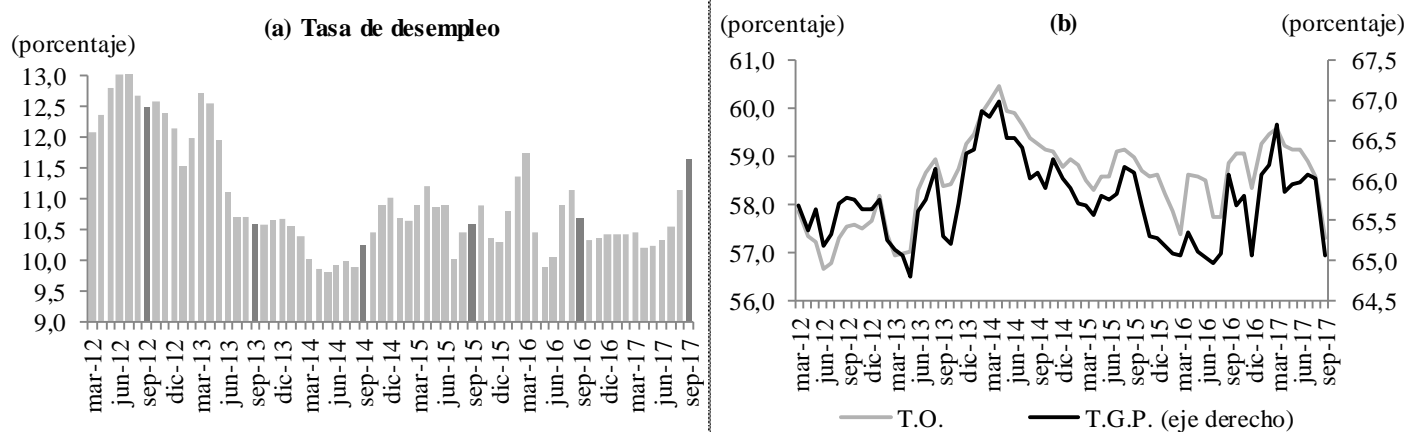 (a) Tasa de desempleo
(porcentaje)
13,0
12,5
12,0
11,5
11,0
10,5
10,0
9,5
9,0
mar-12
jun-12
sep-12
dic-12
mar-13
jun-13
sep-13
dic-13
mar-14
jun-14
sep-14
dic-14
mar-15
jun-15
sep-15
dic-15
mar-16
jun-16
sep-16
dic-16
mar-17
jun-17
sep-17
(b)
(porcentaje)
(porcentaje)
61,0
60,0
59,0
58,0
57,0
56,0
67,5
67,0
66,5
66,0
65,5
65,0
64,5
mar-12
jun-12
sep-12
dic-12
mar-13
jun-13
sep-13
dic-13
mar-14
jun-14
sep-14
dic-14
mar-15
jun-15
sep-15
dic-15
mar-16
jun-16
sep-16
dic-16
mar-17
jun-17
sep-17
T.O.
T.G.P. (eje derecho)